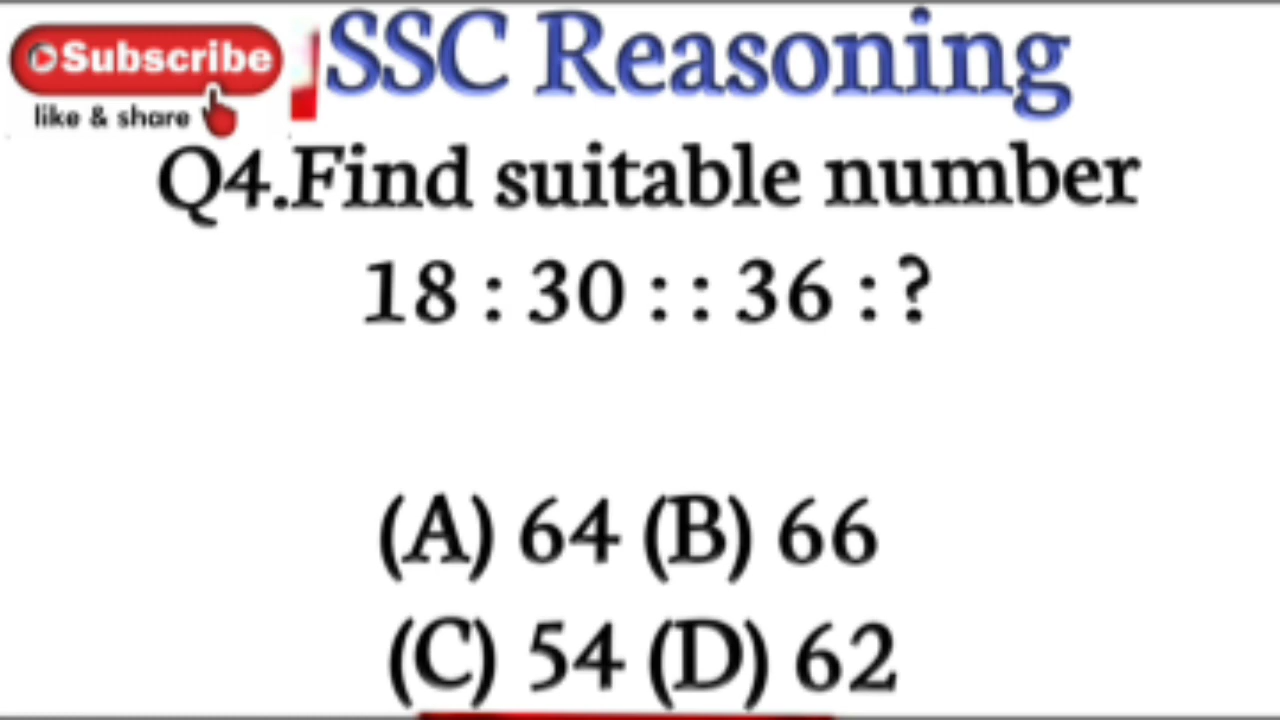 Subscribe
like & share
SSC Reasoning
Q4.Find suitable number
18 : 30 : : 36 : ?
(A) 64 (B) 66
(C) 54 (D) 62